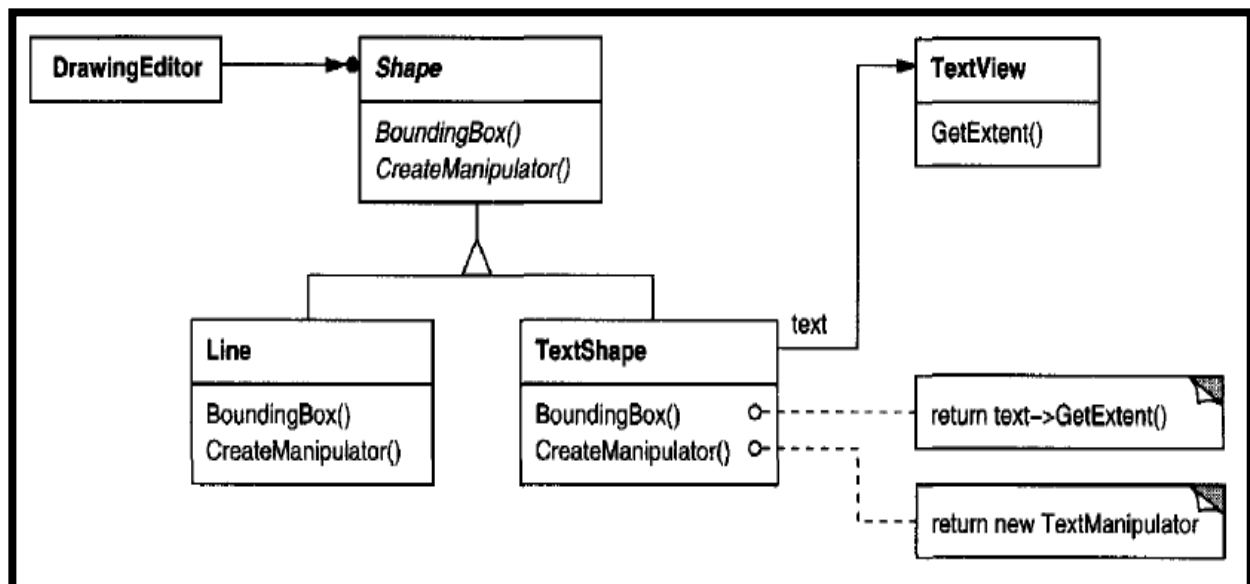 DrawingEditor
Shape
BoundingBox()
CreateManipulator()
TextView
GetExtent()
Line
BoundingBox()
CreateManipulator()
TextShape
BoundingBox()
CreateManipulator()
text
return text->GetExtent()
return new TextManipulator